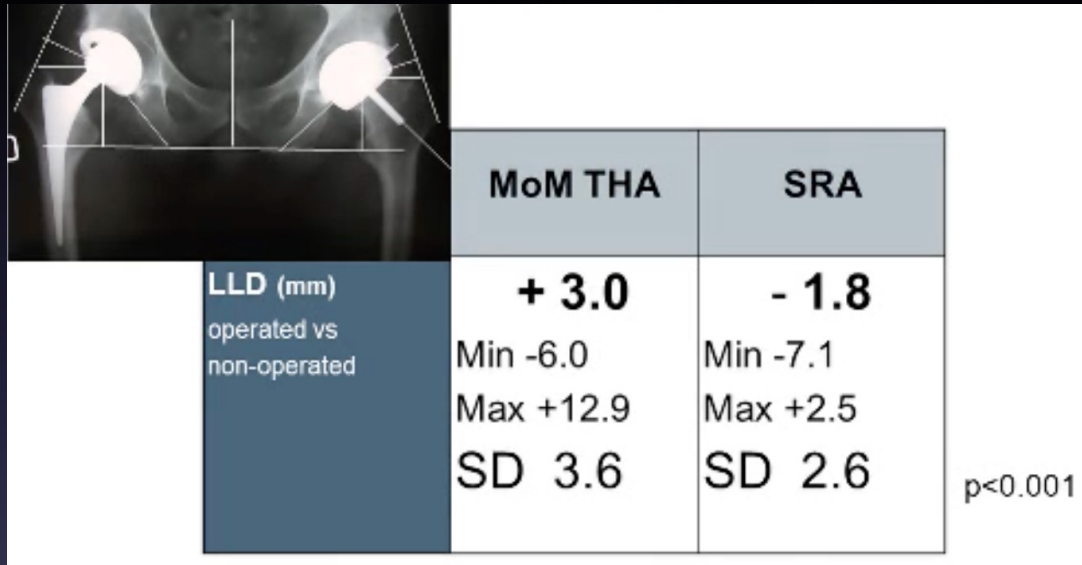 MoM THA
SRA
LLD (mm)
operated vs
non-operated
+ 3.0
Min -6.0
Max +12.9
SD 3.6
- 1.8
Min -7.1
Max +2.5
SD 2.6
p<0.001